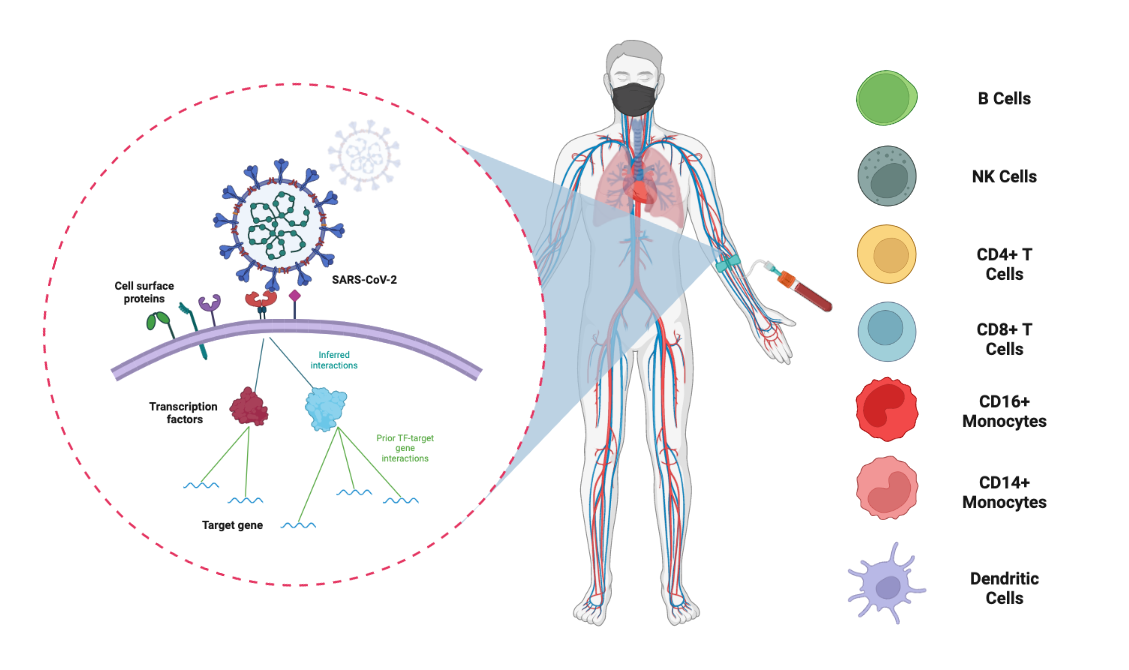 SARS-CoV-2
Cell surface
proteins
Inferred
interactions
Transcription
factors
Prior TF-target
gene
interactions
Target gene
B Cells
NK Cells
CD4+ T
Cells
CD8+ T
Cells
CD16+
Monocytes
CD14+
Monocytes
Dendritic
Cells